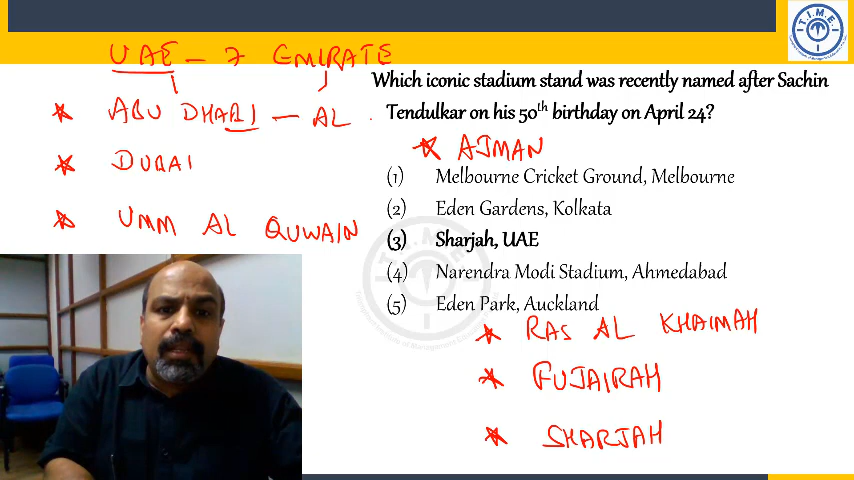 T.I.M.E.
UAE - 7 EMIRATE
Which iconic stadium stand was recently named after Sachin
Tendulkar on his 50th birthday on April 24?
* ABU DHABI - AL .
* AJMAN
* DUBAI
(1) Melbourne Cricket Ground, Melbourne
(2) Eden Gardens, Kolkata
* UMM AL QUWAIN
(3) Sharjah, UAE
(4) Narendra Modi Stadium, Ahmedabad
(5) Eden Park, Auckland
* RAS AL KHAIMAH
* FUJAIRAH
* SHARJAH